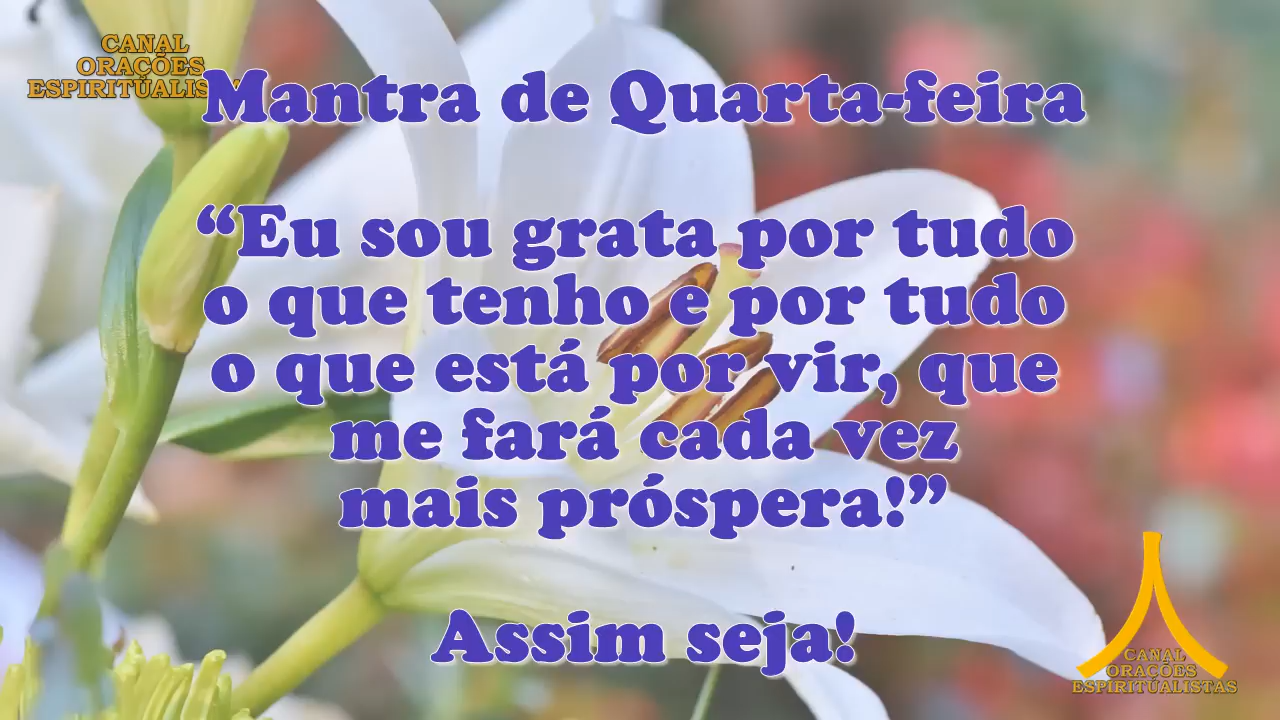 CANAL
ORAÇÕES
ESPIRITUALIS
Mantra de Quarta-feira
“Eu sou grata por tudo
o que tenho e por tudo
o que está por vir, que
me fará cada vez
mais próspera!”
Assim seja!
CANAL
ORAÇÕES
ESPIRITUALISTAS